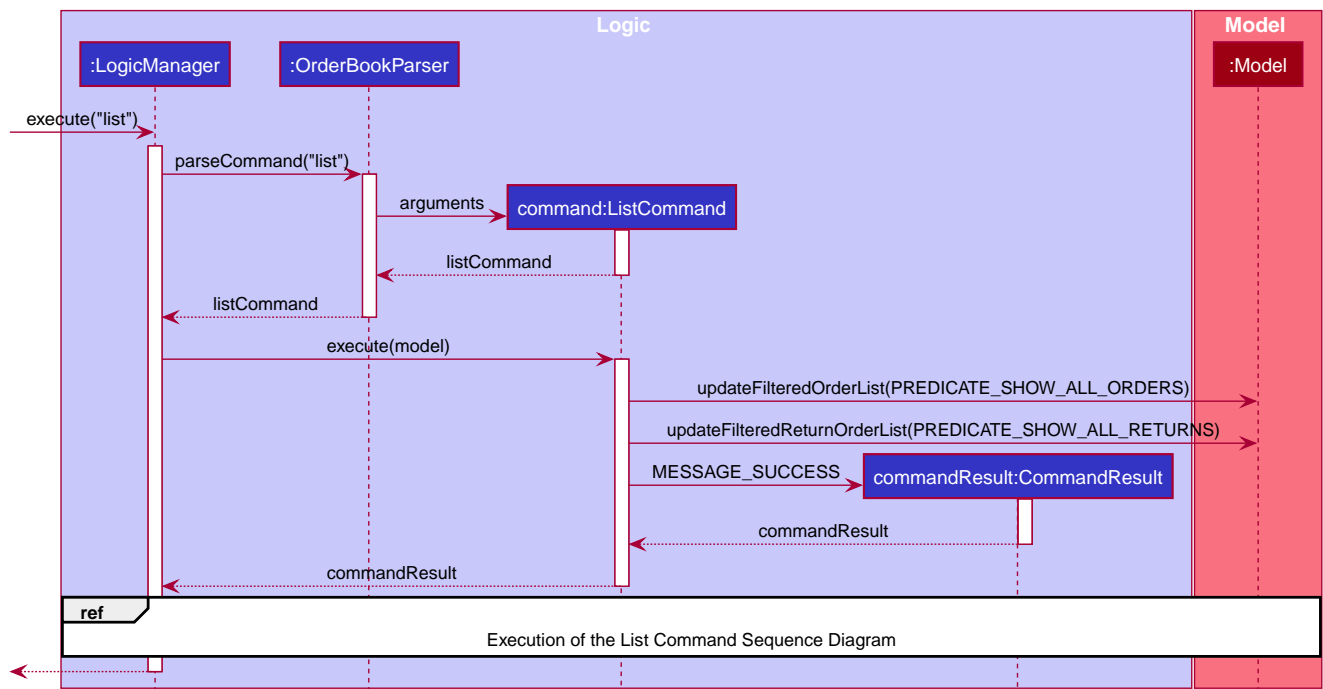 Logic
Model
:LogicManager
:OrderBookParser
:Model
execute("list")
parseCommand("list")
arguments
command:ListCommand
listCommand
listCommand
execute(model)
updateFilteredOrderList(PREDICATE_SHOW_ALL_ORDERS)
updateFilteredReturnOrderList(PREDICATE_SHOW_ALL_RETURNS)
MESSAGE_SUCCESS
commandResult:CommandResult
commandResult
commandResult
ref
Execution of the List Command Sequence Diagram